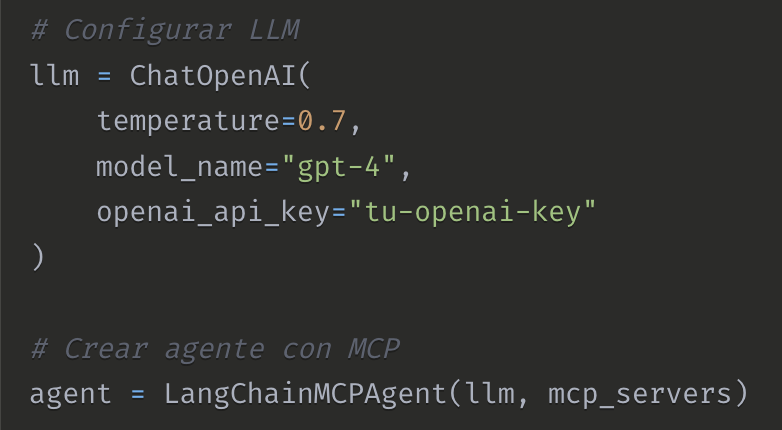 # Configurar LLM
llm = ChatOpenAI(
    temperature=0.7,
    model_name="gpt-4",
    openai_api_key="tu-openai-key"
)
# Crear agente con MCP
agent = LangChainMCPAgent(llm, mcp_servers)